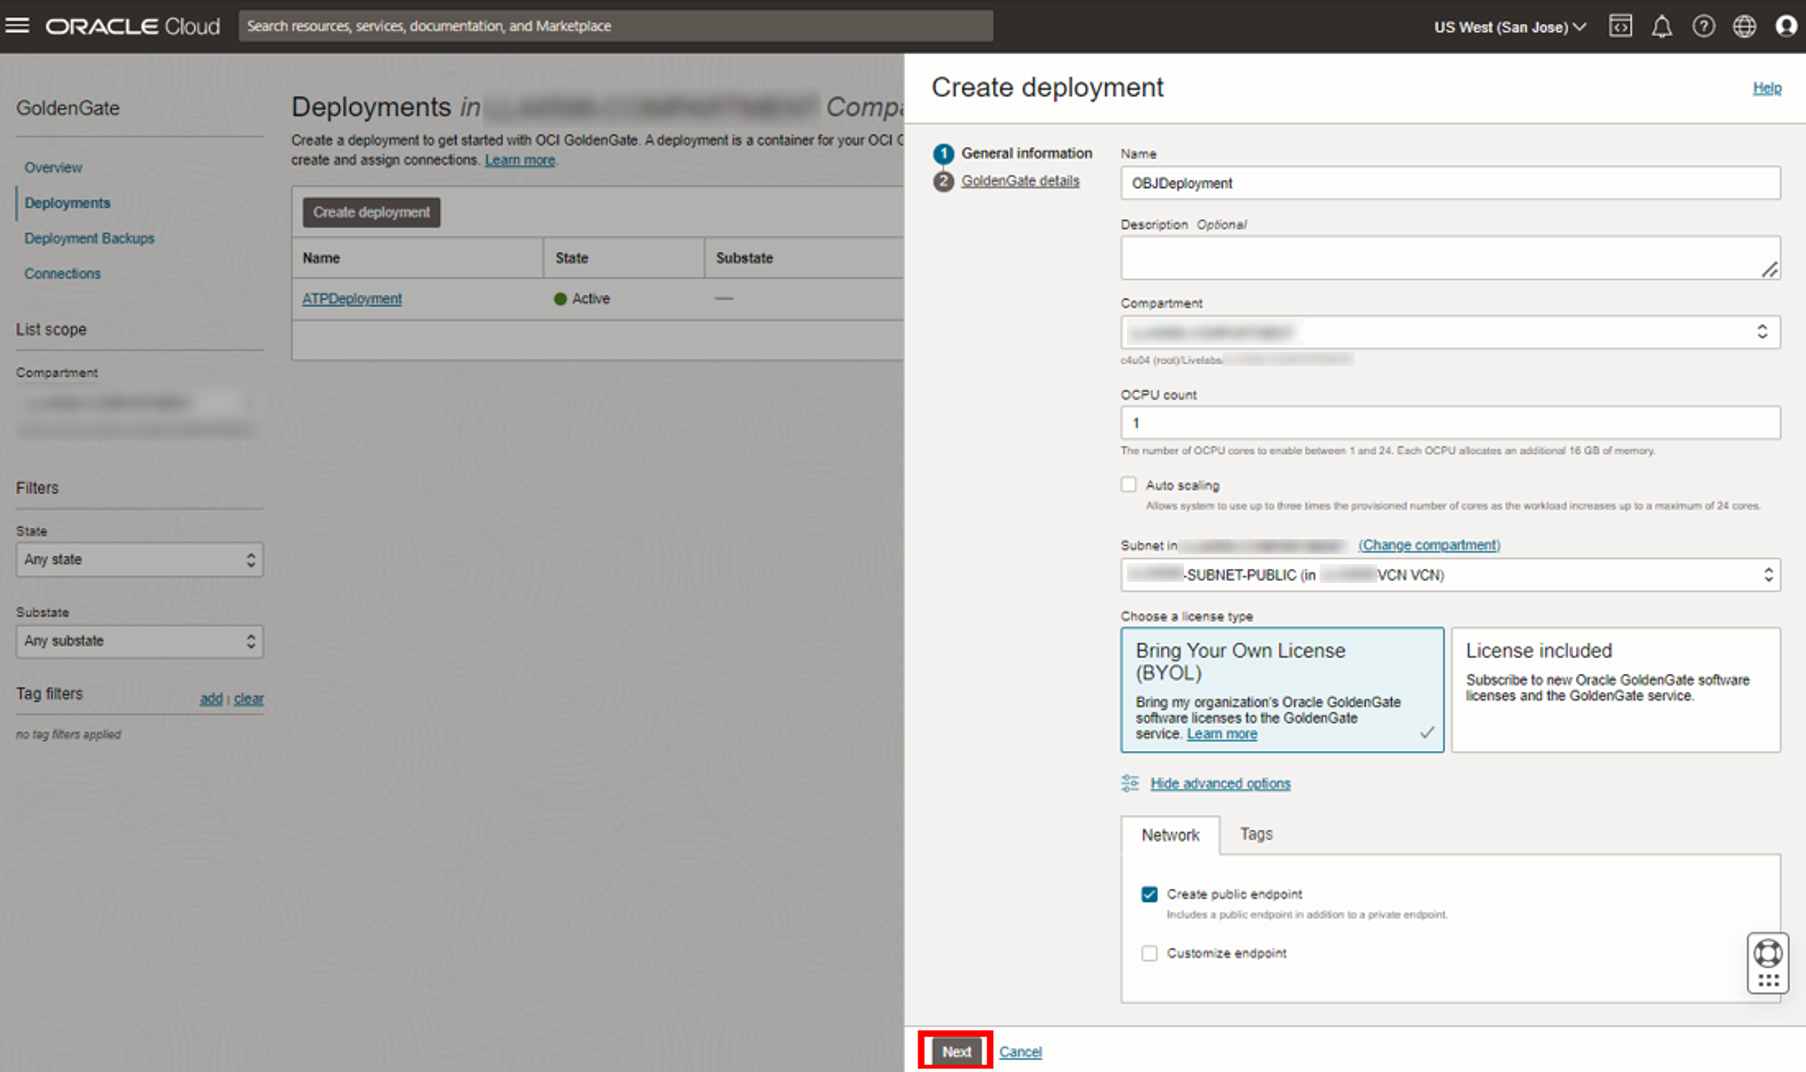 ORACLE Cloud
Search resources, services, documentation, and Marketplace
US West (San Jose)
GoldenGate
Overview
Deployments
Deployment Backups
Connections
List scope
Compartment
Filters
State
Any state
Substate
Any substate
Tag filters
add | clear
no tag filters applied
Deployments in Compa
Create a deployment to get started with OCI GoldenGate. A deployment is a container for your OCI G
create and assign connections. Learn more.
Create deployment
Name State Substate
ATPDeployment Active —
Create deployment
Help
1 General information
2 GoldenGate details
Name
OBJDeployment
Description Optional
Compartment
c4u04 (root)/Livelabs/
OCPU count
1
The number of OCPU cores to enable between 1 and 24. Each OCPU allocates an additional 16 GB of memory.
Auto scaling
Allows system to use up to three times the provisioned number of cores as the workload increases up to a maximum of 24 cores.
Subnet in (Change compartment)
-SUBNET-PUBLIC (in VCN VCN)
Choose a license type
Bring Your Own License
(BYOL)
Bring my organization's Oracle GoldenGate
software licenses to the GoldenGate
service. Learn more
License included
Subscribe to new Oracle GoldenGate software
licenses and the GoldenGate service.
Hide advanced options
Network Tags
Create public endpoint
Includes a public endpoint in addition to a private endpoint.
Customize endpoint
Next Cancel